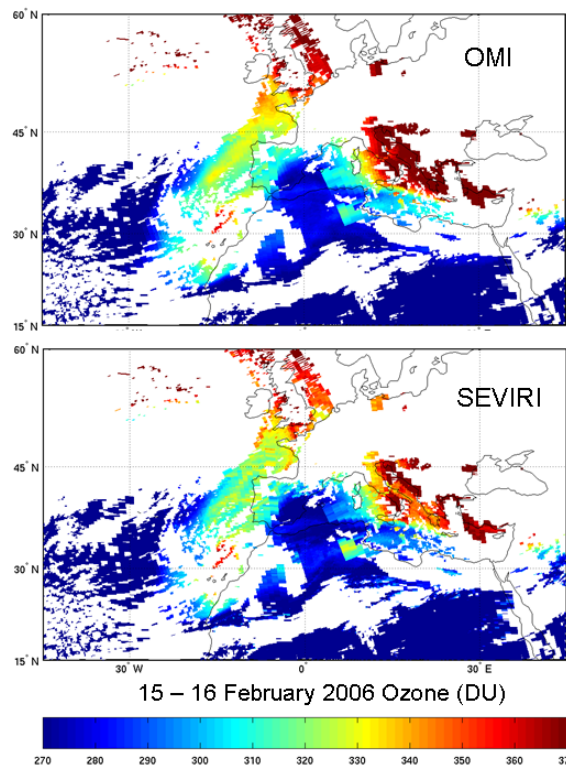 60° N
OMI
45° N
30° N
15° N
60° N
SEVIRI
45° N
30° N
15° N
30° W 0° 30° E
15 – 16 February 2006 Ozone (DU)
270 280 290 300 310 320 330 340 350 360